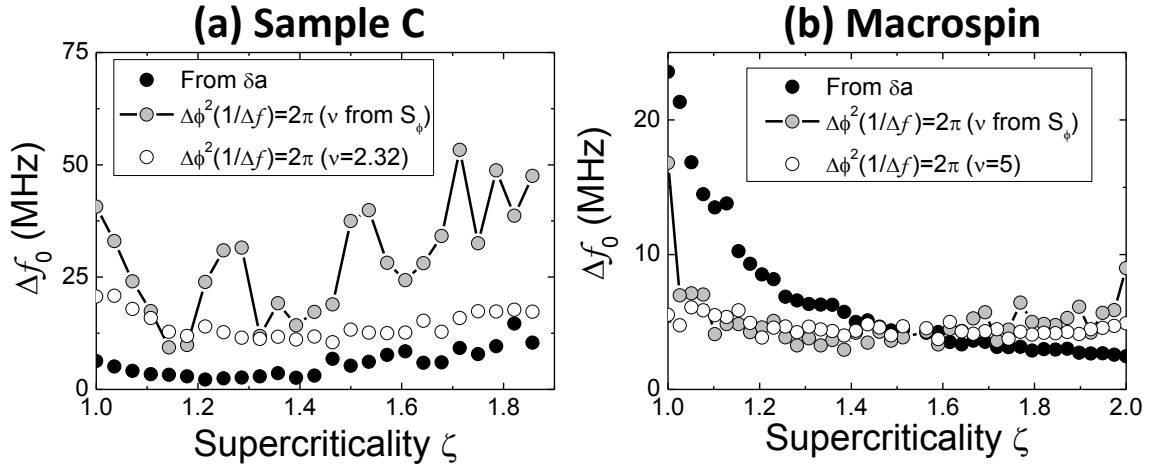 (a) Sample C
75
50
25
0
From δa
Δϕ²(1/Δf)=2π (ν from Sϕ)
Δϕ²(1/Δf)=2π (ν=2.32)
1.0 1.2 1.4 1.6 1.8
Supercriticality ζ
Δf₀ (MHz)
(b) Macrospin
20
10
0
From δa
Δϕ²(1/Δf)=2π (ν from Sϕ)
Δϕ²(1/Δf)=2π (ν=5)
1.0 1.2 1.4 1.6 1.8 2.0
Supercriticality ζ
Δf₀ (MHz)